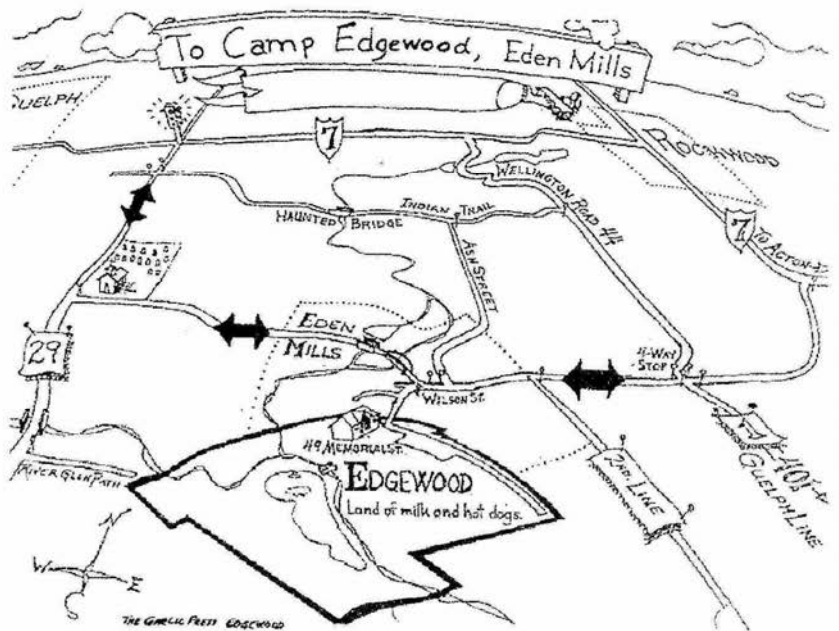 To Camp Edgewood, Eden Mills
GUELPH
7
ROCKWOOD
WELLINGTON ROAD 44
INDIAN TRAIL
HAUNTED BRIDGE
ASH STREET
7
TO ACTON
EDEN
MILLS
29
4-WAY
STOP
WILSON ST.
49 MEMORIAL ST.
401
GUELPH LINE
2ND. LINE
RIVER GLEN PATH
EDGEWOOD
Land of milk and hot dogs.
N
W
E
THE GARLIC PRESS EDGEWOOD